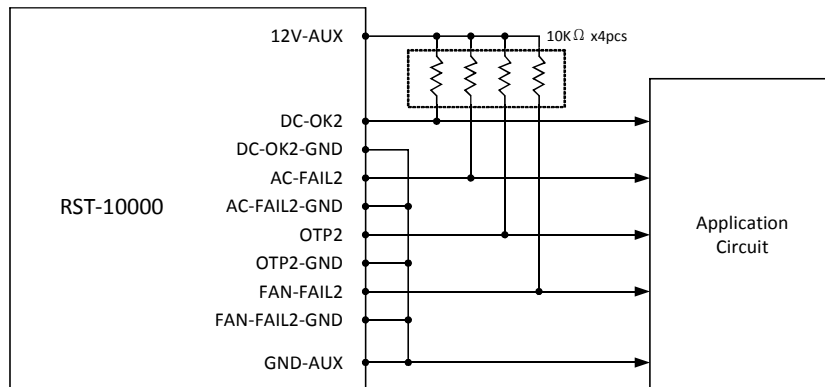 12V-AUX
10KΩ x4pcs
DC-OK2
DC-OK2-GND
AC-FAIL2
RST-10000
AC-FAIL2-GND
OTP2
OTP2-GND
FAN-FAIL2
FAN-FAIL2-GND
GND-AUX
Application
Circuit